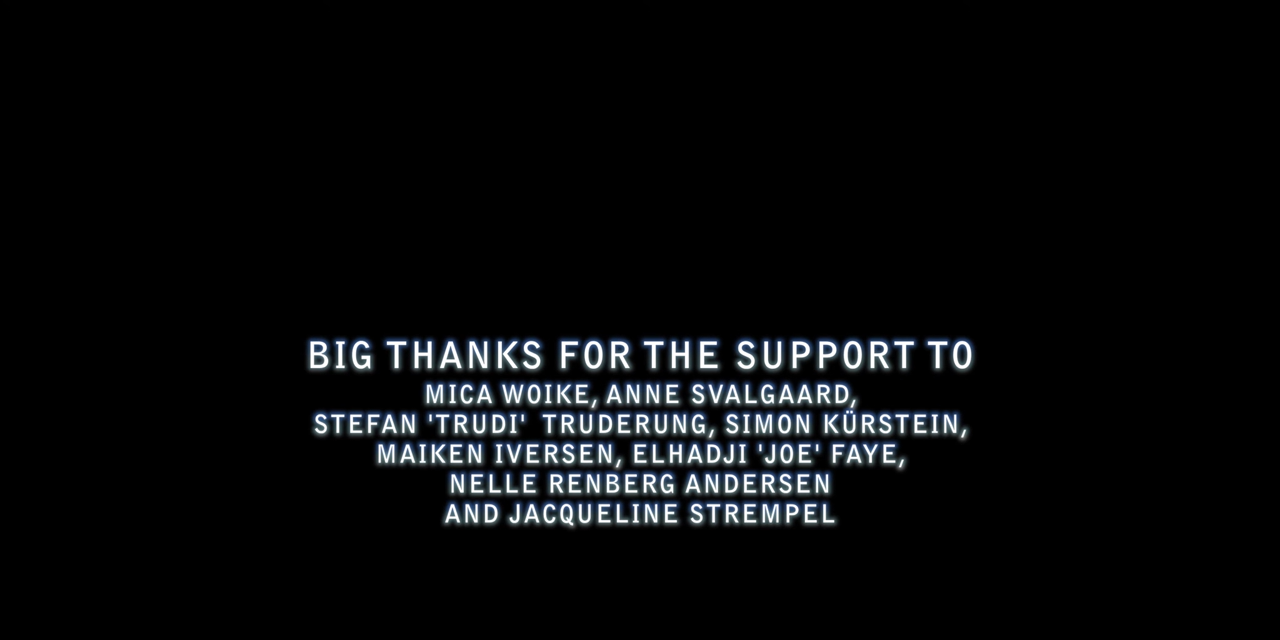 BIG THANKS FOR THE SUPPORT TO
MICA WOIKE, ANNE SVALGAARD,
STEFAN 'TRUDI' TRUDERUNG, SIMON KÜRSTEIN,
MAIKEN IVERSEN, ELHADJI 'JOE' FAYE,
NELLE RENBERG ANDERSEN
AND JACQUELINE STREMPEL